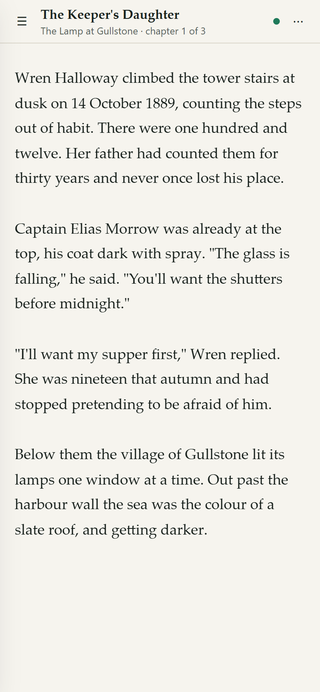 The Keeper's Daughter
The Lamp at Gullstone · chapter 1 of 3
Wren Halloway climbed the tower stairs at
dusk on 14 October 1889, counting the steps
out of habit. There were one hundred and
twelve. Her father had counted them for
thirty years and never once lost his place.
Captain Elias Morrow was already at the
top, his coat dark with spray. "The glass is
falling," he said. "You'll want the shutters
before midnight."
"I'll want my supper first," Wren replied.
She was nineteen that autumn and had
stopped pretending to be afraid of him.
Below them the village of Gullstone lit its
lamps one window at a time. Out past the
harbour wall the sea was the colour of a
slate roof, and getting darker.